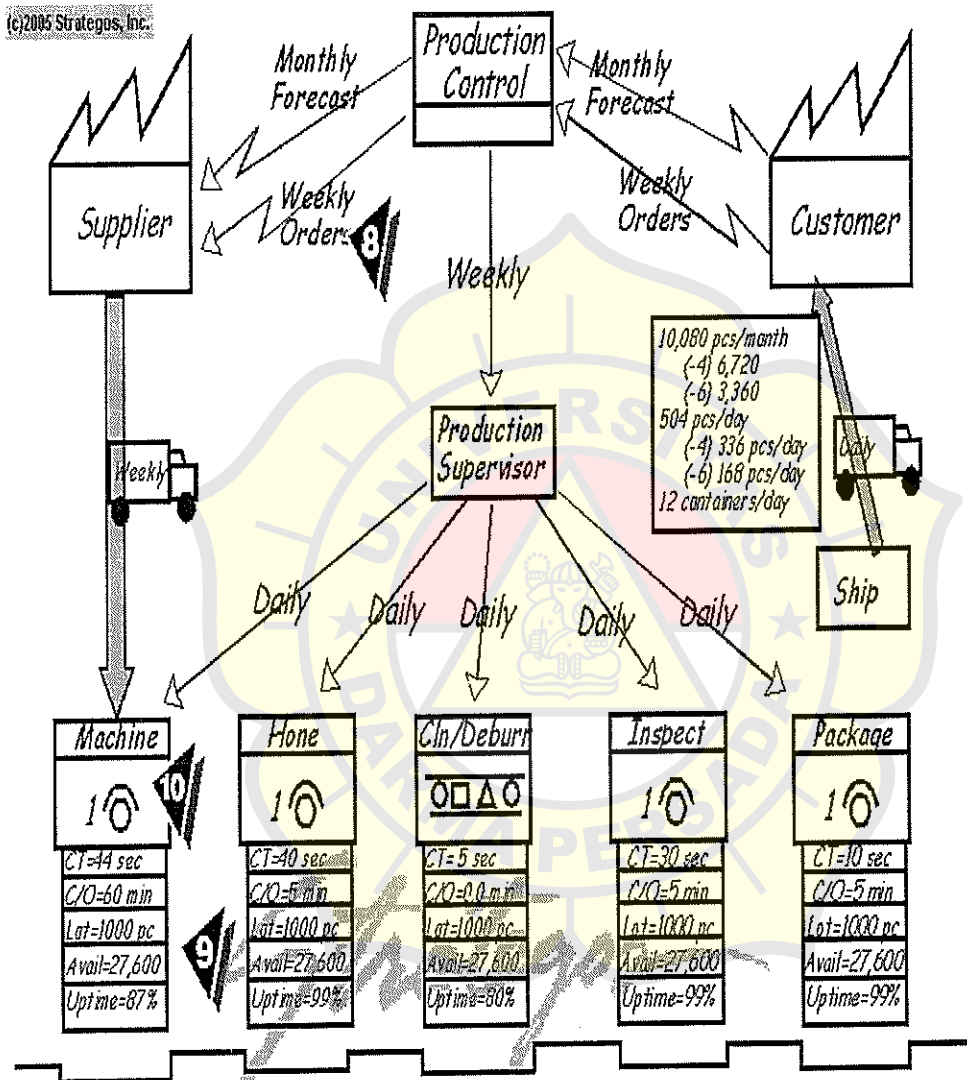 (c)2005 Strategos, Inc.
Production
Control
Monthly
Forecast
Monthly
Forecast
Supplier
Weekly
Orders
8
Weekly
Orders
Customer
Weekly
10,080 pcs/month
(-4) 6,720
(-6) 3,360
504 pcs/day
(-4) 336 pcs/day
(-6) 168 pcs/day
12 containers/day
Daily
Weekly
Production
Supervisor
Ship
Daily
Daily
Daily
Daily
Daily
UNIVERSITAS
DARMA PERSADA
Machine
1
10
CT=44 sec
C/O=60 min
Lot=1000 pc
Avail=27,600
Uptime=87%
9
Hone
1
CT=40 sec
C/O=5 min
Lot=1000 pc
Avail=27,600
Uptime=99%
Cln/Deburr
CT=5 sec
C/O=0.0 min
Lot=1000 pc
Avail=27,600
Uptime=80%
Inspect
1
CT=30 sec
C/O=5 min
Lot=1000 pc
Avail=27,600
Uptime=99%
Package
1
CT=10 sec
C/O=5 min
Lot=1000 pc
Avail=27,600
Uptime=99%